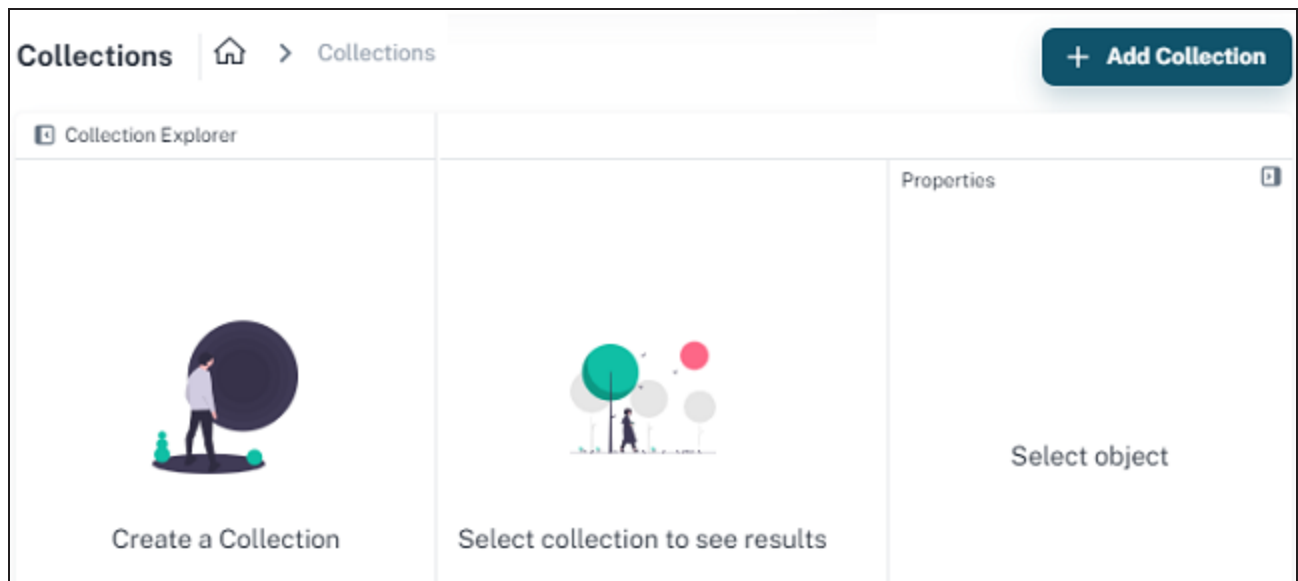 Collections
Collections
+ Add Collection
Collection Explorer
Properties
Create a Collection
Select collection to see results
Select object